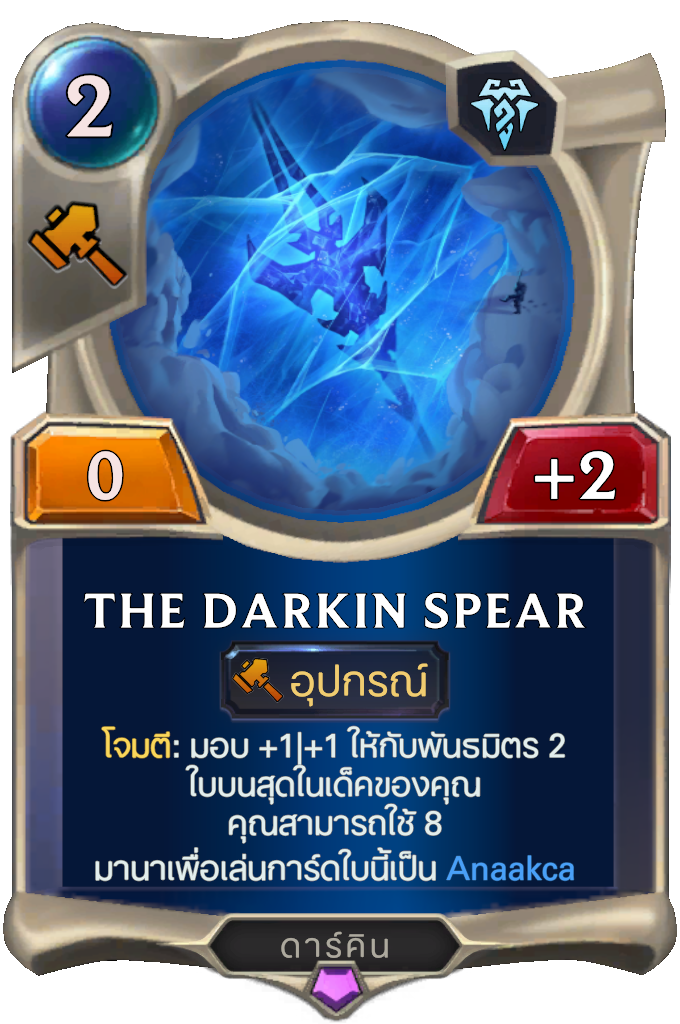 2
0
+2
THE DARKIN SPEAR
อุปกรณ์
โจมตี: มอบ +1|+1 ให้กับพันธมิตร 2
ใบบนสุดในเด็คของคุณ
คุณสามารถใช้ 8
มานาเพื่อเล่นการ์ดใบนี้เป็น Anaakca
ดาร์คิน